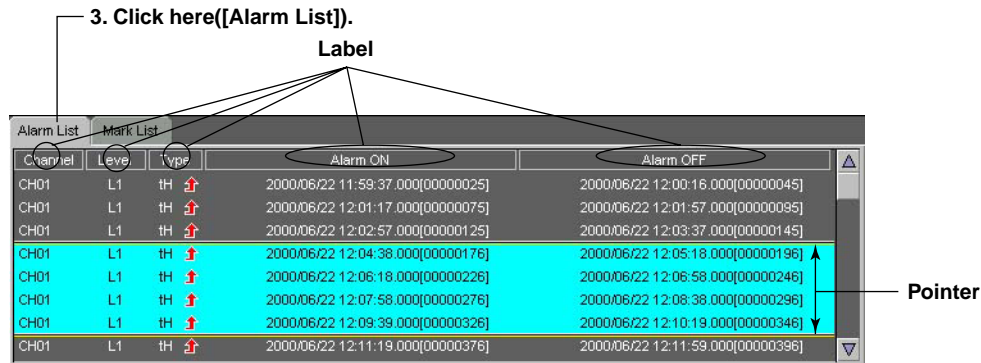 3. Click here([Alarm List]).
Label
Alarm List Mark List
Channel Level Type Alarm ON Alarm OFF
CH01 L1 tH 2000/06/22 11:59:37.000[00000025] 2000/06/22 12:00:16.000[00000045]
CH01 L1 tH 2000/06/22 12:01:17.000[00000075] 2000/06/22 12:01:57.000[00000095]
CH01 L1 tH 2000/06/22 12:02:57.000[00000125] 2000/06/22 12:03:37.000[00000145]
CH01 L1 tH 2000/06/22 12:04:38.000[00000176] 2000/06/22 12:05:18.000[00000196]
CH01 L1 tH 2000/06/22 12:06:18.000[00000226] 2000/06/22 12:06:58.000[00000246]
CH01 L1 tH 2000/06/22 12:07:58.000[00000276] 2000/06/22 12:08:38.000[00000296]
Pointer
CH01 L1 tH 2000/06/22 12:09:39.000[00000326] 2000/06/22 12:10:19.000[00000346]
CH01 L1 tH 2000/06/22 12:11:19.000[00000376] 2000/06/22 12:11:59.000[00000396]